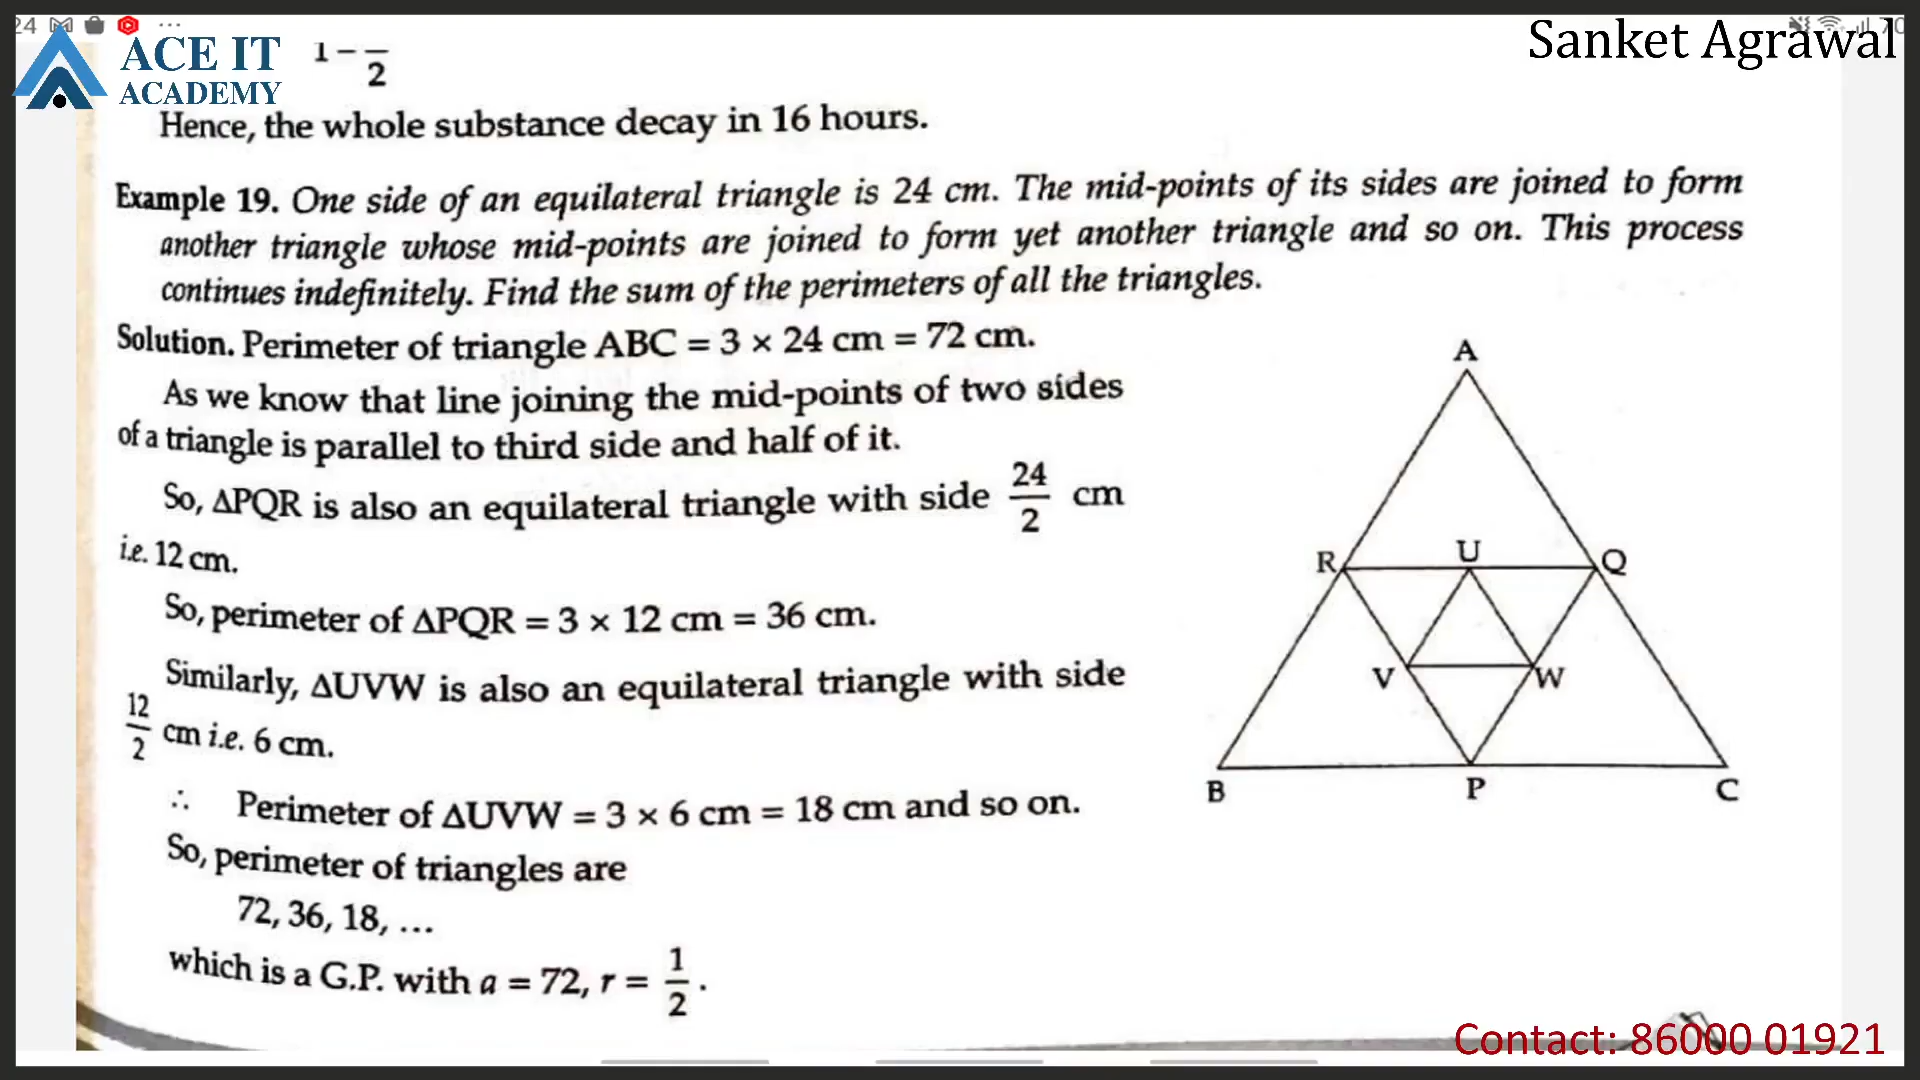 24 ...
ACE IT
ACADEMY
Sanket Agrawal
1 - 
2
Hence, the whole substance decay in 16 hours.
Example 19. One side of an equilateral triangle is 24 cm. The mid-points of its sides are joined to form
another triangle whose mid-points are joined to form yet another triangle and so on. This process
continues indefinitely. Find the sum of the perimeters of all the triangles.
Solution. Perimeter of triangle ABC = 3 × 24 cm = 72 cm.
As we know that line joining the mid-points of two sides
of a triangle is parallel to third side and half of it.
So, ΔPQR is also an equilateral triangle with side 24/2 cm
i.e. 12 cm.
So, perimeter of ΔPQR = 3 × 12 cm = 36 cm.
Similarly, ΔUVW is also an equilateral triangle with side
12/2 cm i.e. 6 cm.
∴ Perimeter of ΔUVW = 3 × 6 cm = 18 cm and so on.
So, perimeter of triangles are
72, 36, 18, ...
which is a G.P. with a = 72, r = 1/2 .
A
R U Q
V W
B P C
Contact: 86000 01921